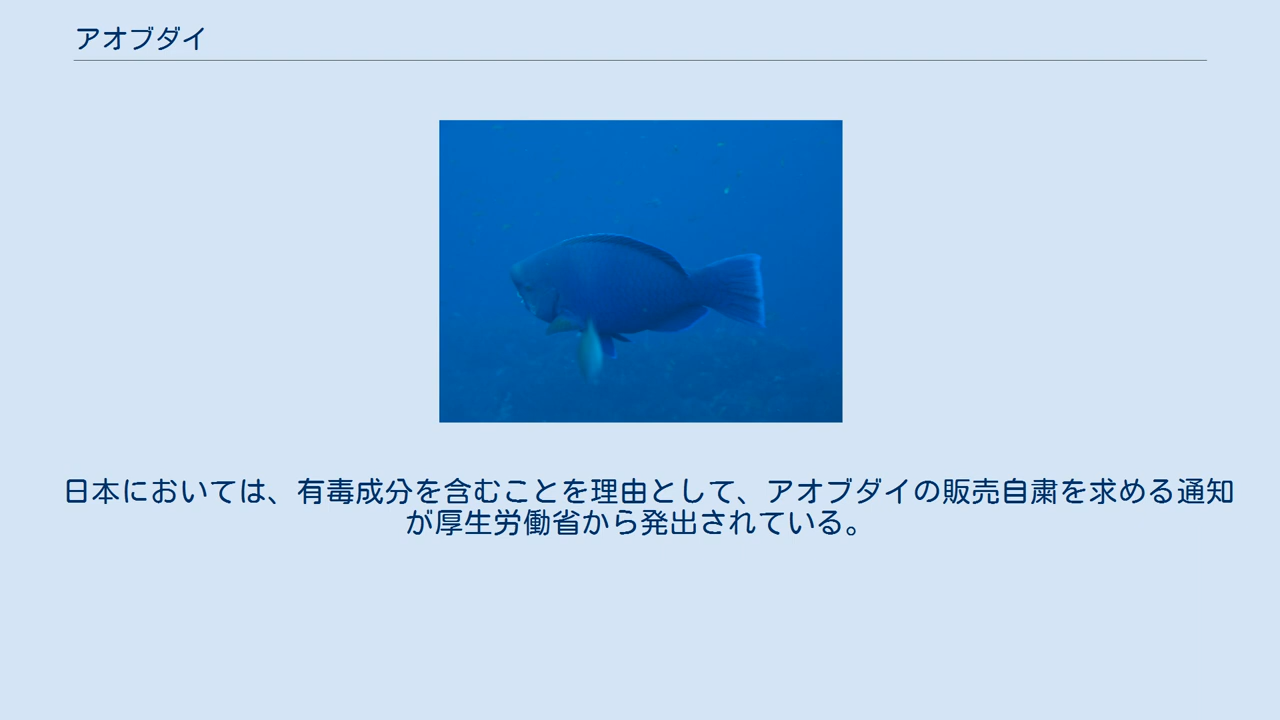 アオブダイ
日本においては、有毒成分を含むことを理由として、アオブダイの販売自粛を求める通知
が厚生労働省から発出されている。